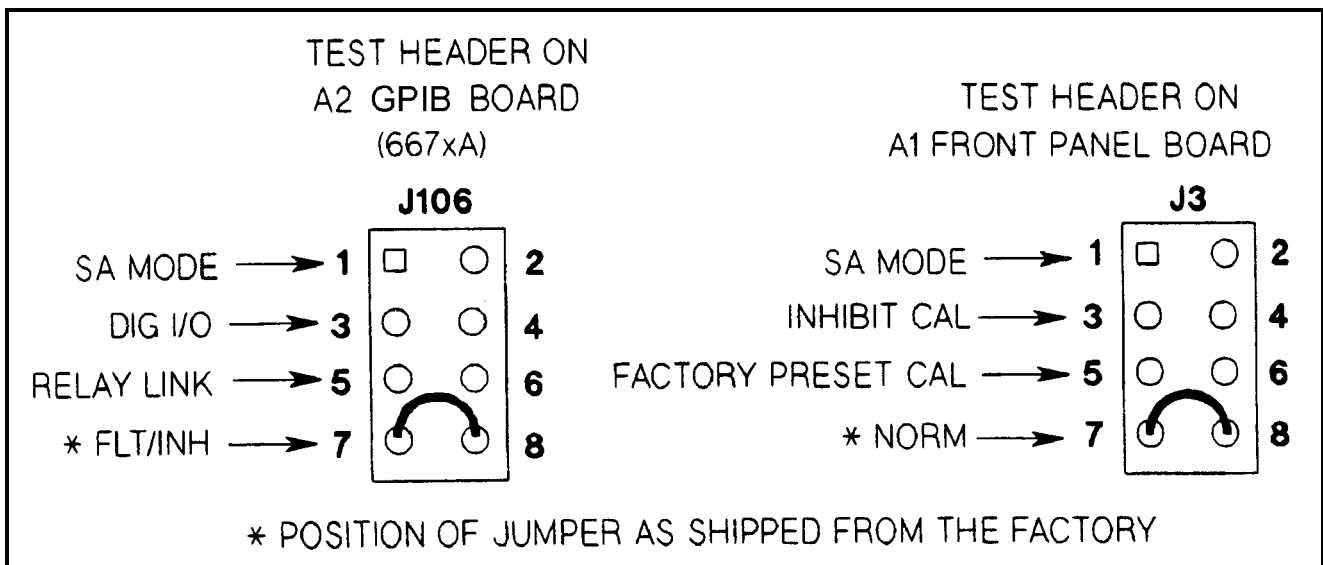 TEST HEADER ON
A2 GPIB BOARD
(667xA)
J106
SA MODE 1 2
DIG I/O 3 4
RELAY LINK 5 6
* FLT/INH 7 8
TEST HEADER ON
A1 FRONT PANEL BOARD
J3
SA MODE 1 2
INHIBIT CAL 3 4
FACTORY PRESET CAL 5 6
* NORM 7 8
* POSITION OF JUMPER AS SHIPPED FROM THE FACTORY